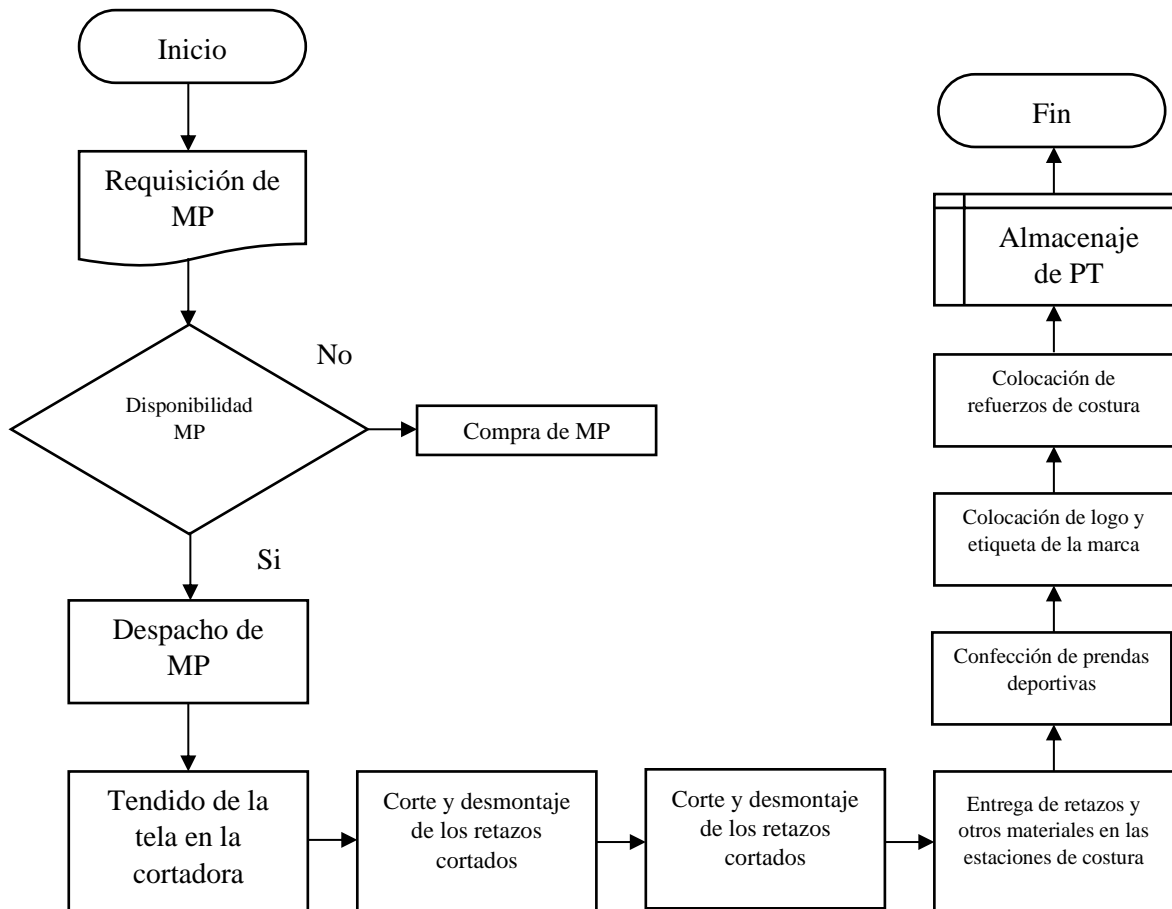 Inicio
Requisición de
MP
Disponibilidad
MP
No
Compra de MP
Si
Despacho de
MP
Tendido de la
tela en la
cortadora
Corte y desmontaje
de los retazos
cortados
Corte y desmontaje
de los retazos
cortados
Entrega de retazos y
otros materiales en las
estaciones de costura
Confección de prendas
deportivas
Colocación de logo y
etiqueta de la marca
Colocación de
refuerzos de costura
Almacenaje
de PT
Fin